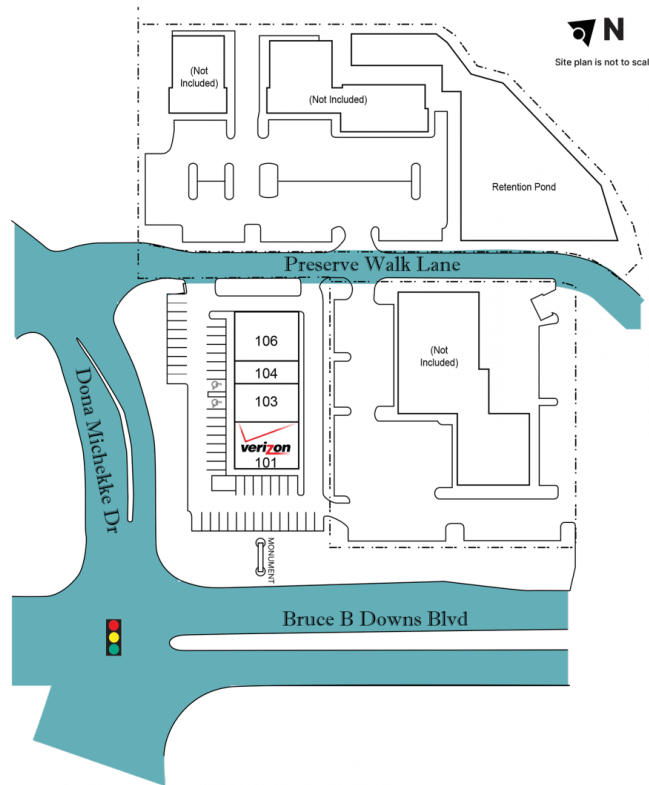 N
Site plan is not to scal
(Not
Included)
(Not Included)
Retention Pond
Preserve Walk Lane
106
104
103
verizon
101
(Not
Included)
Dona Michekke Dr
MONUMENT
Bruce B Downs Blvd